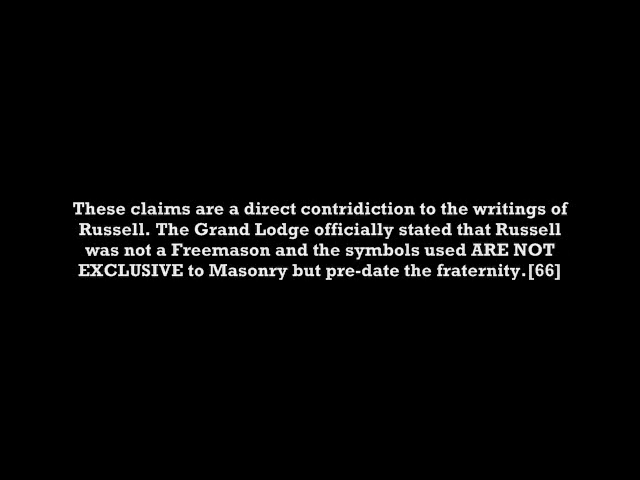 These claims are a direct contridiction to the writings of
Russell. The Grand Lodge officially stated that Russell
was not a Freemason and the symbols used ARE NOT
EXCLUSIVE to Masonry but pre-date the fraternity.[66]